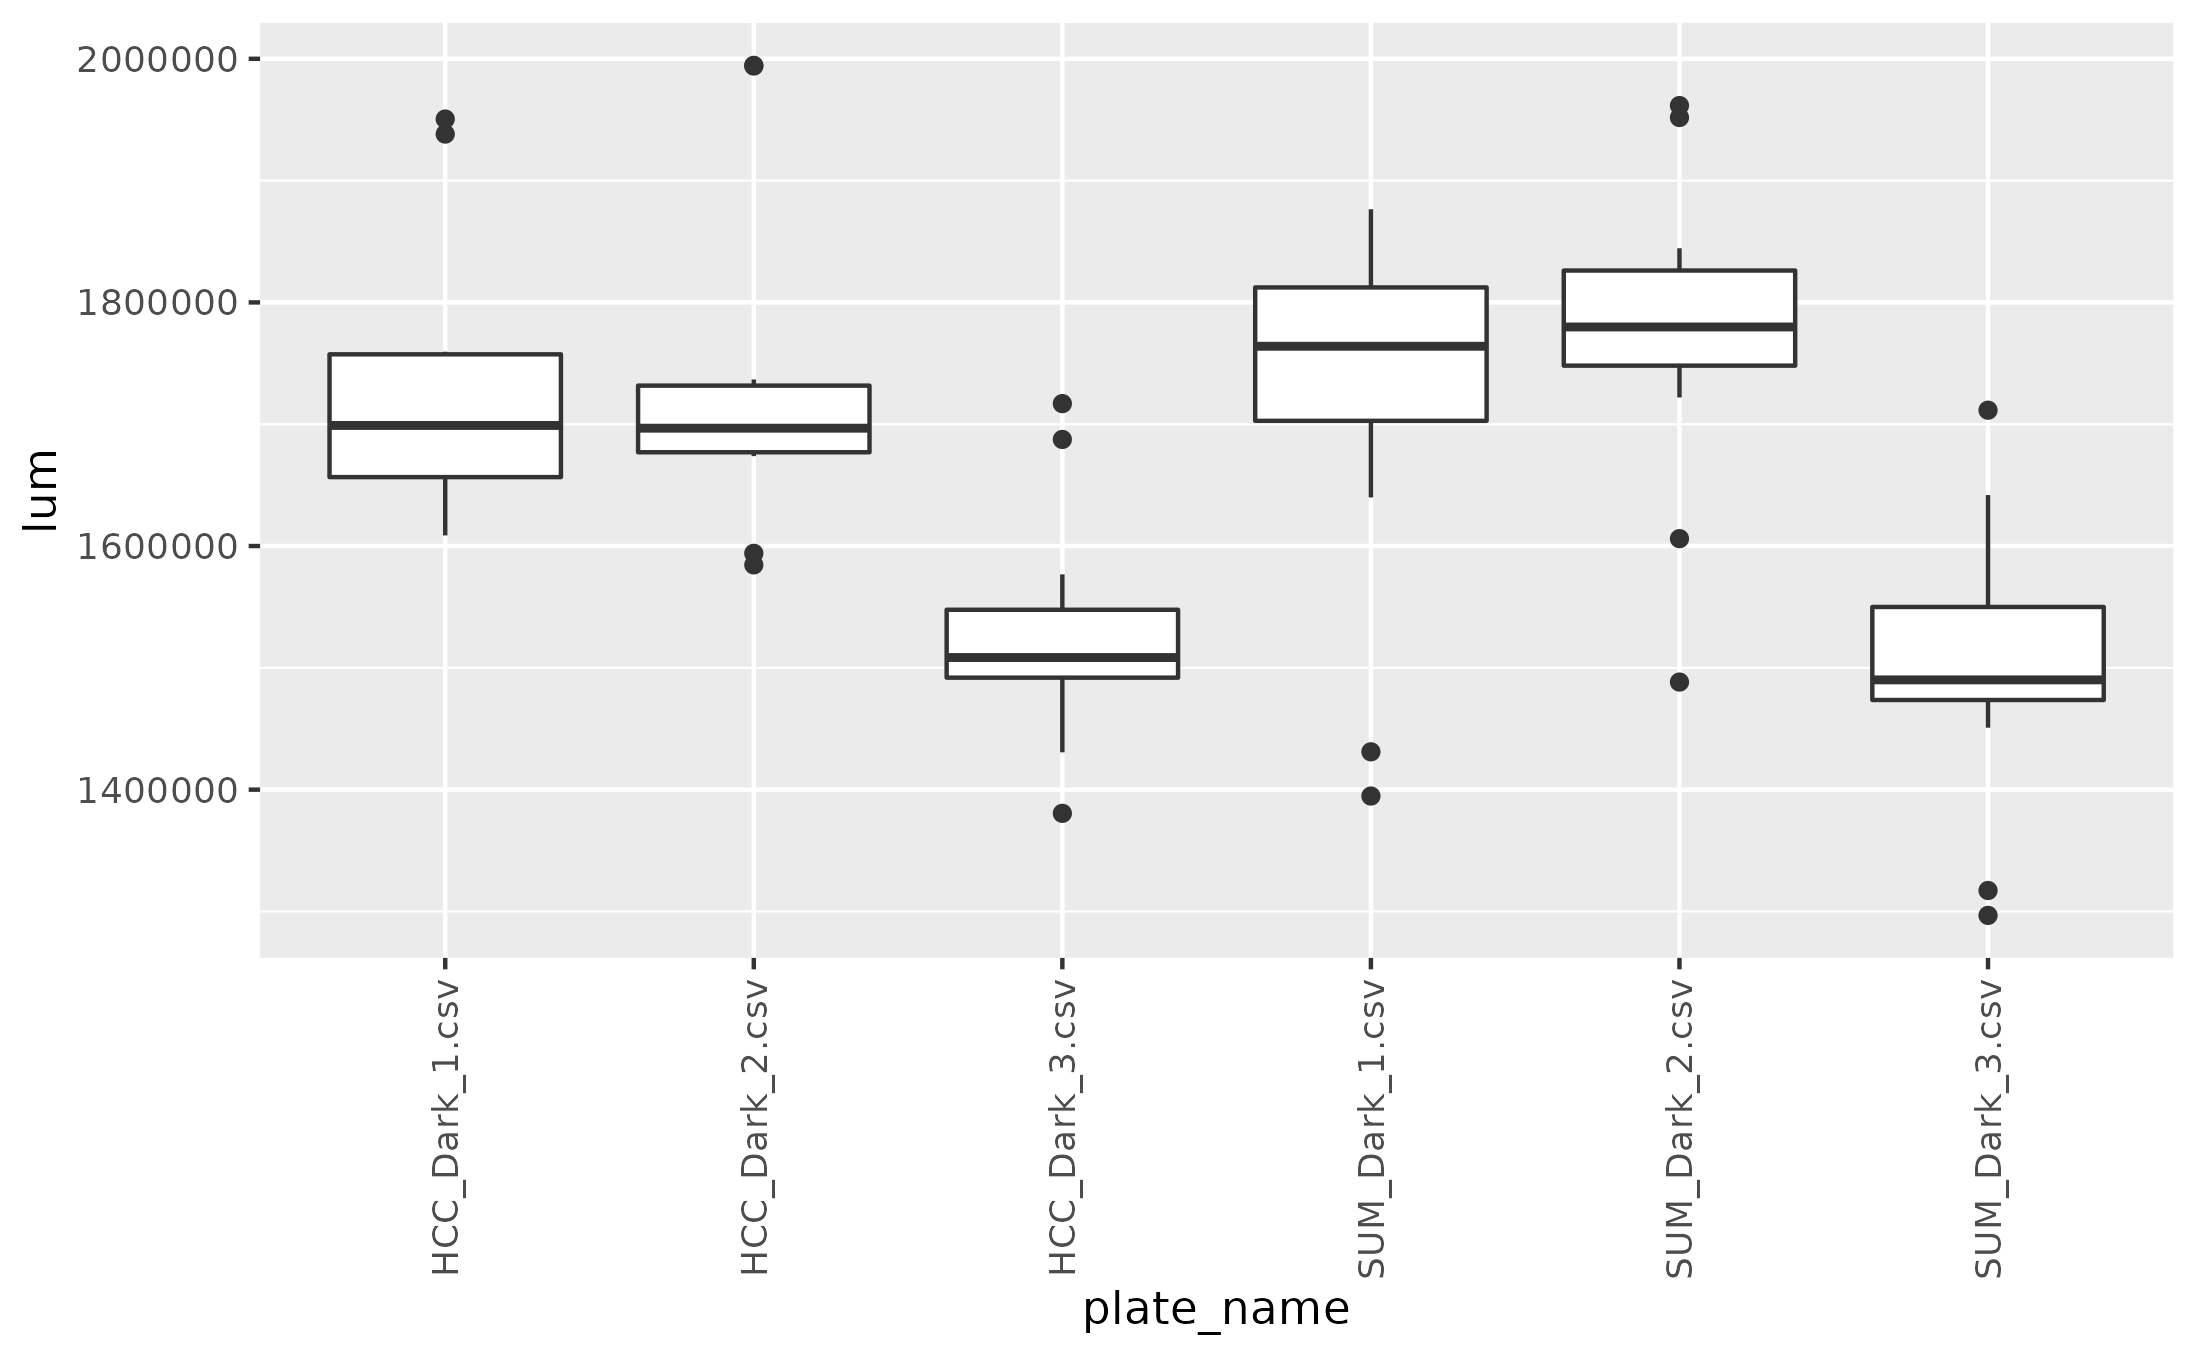 2000000
1800000
1600000
1400000
lum
HCC_Dark_1.csv
HCC_Dark_2.csv
HCC_Dark_3.csv
SUM_Dark_1.csv
SUM_Dark_2.csv
SUM_Dark_3.csv
plate_name